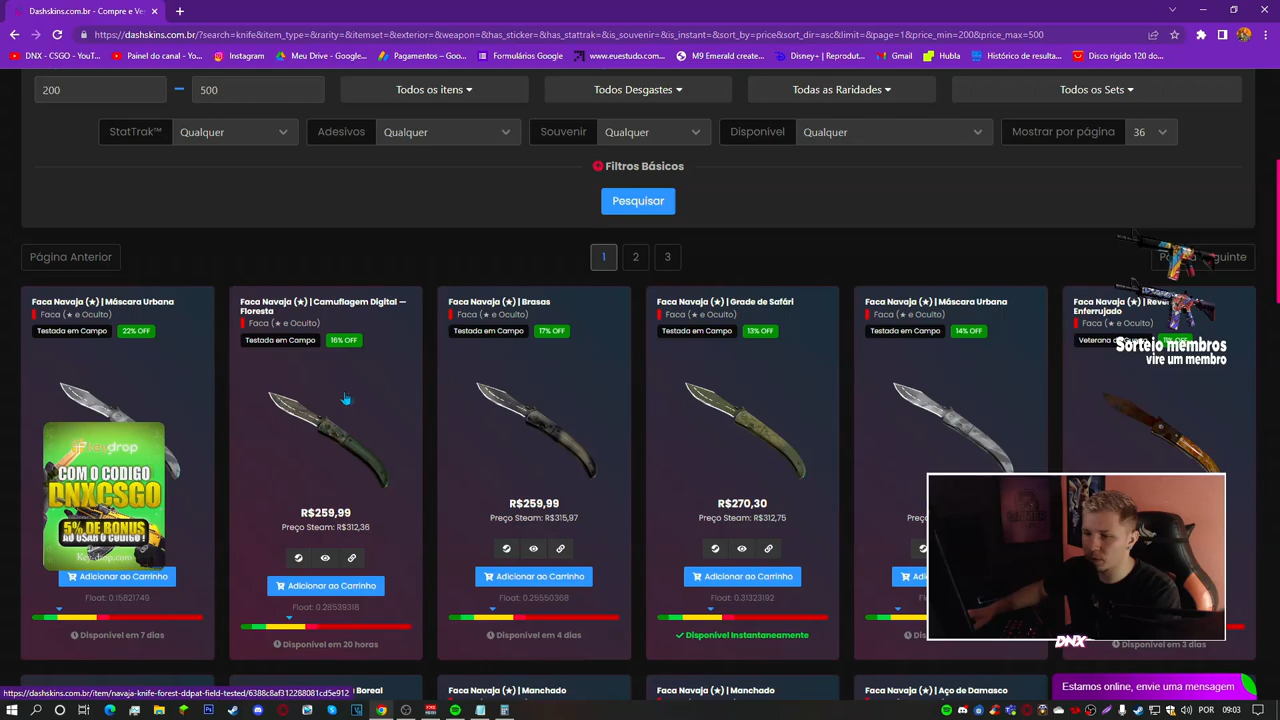 Dashskins.com.br - Compre e Ver
https://dashskins.com.br/?search=knife&item_type=&rarity=&itemset=&exterior=&weapon=&has_sticker=&has_stattrak=&is_souvenir=&is_instant=&sort_by=price&sort_dir=asc&limit=&page=1&price_min=200&price_max=500
DNX - CSGO - YouT... Painel do canal - Yo... Instagram Meu Drive - Google... Pagamentos – Goo... Google Formulários www.euestudo.com... M9 Emerald create... Disney+ | Reprodut... Gmail Hubla Histórico de resulta... Disco rígido 120 do...
200 500 Todos os itens Todos Desgastes Todas as Raridades Todos os Sets
StatTrak™ Qualquer Adesivos Qualquer Souvenir Qualquer Disponível Qualquer Mostrar por página 36
Filtros Básicos
Pesquisar
Página Anterior 1 2 3
Faca Navaja (★) | Máscara Urbana
Faca (★ e Oculto)
Testada em Campo 22% OFF
keydrop
COM O CODIGO
DNXCSGO
5% DE BONUS
AO USAR O CODIGO!
Key-drop.com
Adicionar ao Carrinho
Float: 0.15821749
Disponível em 7 dias
Faca Navaja (★) | Camuflagem Digital —
Floresta
Faca (★ e Oculto)
Testada em Campo 16% OFF
R$259,99
Preço Steam: R$312,36
Adicionar ao Carrinho
Float: 0.28539318
Disponível em 20 horas
Faca Navaja (★) | Brasas
Faca (★ e Oculto)
Testada em Campo 17% OFF
R$259,99
Preço Steam: R$315,97
Adicionar ao Carrinho
Float: 0.25550368
Disponível em 4 dias
Faca Navaja (★) | Grade de Safári
Faca (★ e Oculto)
Testada em Campo 13% OFF
R$270,30
Preço Steam: R$312,75
Adicionar ao Carrinho
Float: 0.31323192
Disponível Instantaneamente
Faca Navaja (★) | Máscara Urbana
Faca (★ e Oculto)
Testada em Campo 14% OFF
Faca Navaja (★)
Enferrujado
Faca (★ e Oculto)
Sorteio membros
vire um membro
Disponível em 3 dias
DNX
Faca Navaja (★) | Manchado
Faca Navaja (★) | Manchado
Faca Navaja (★) | Aço de Damasco
Estamos online, envie uma mensagem
https://dashskins.com.br/item/navaja-knife-forest-ddpat-field-tested/6388c8af312288081cd5e912
POR 09:03